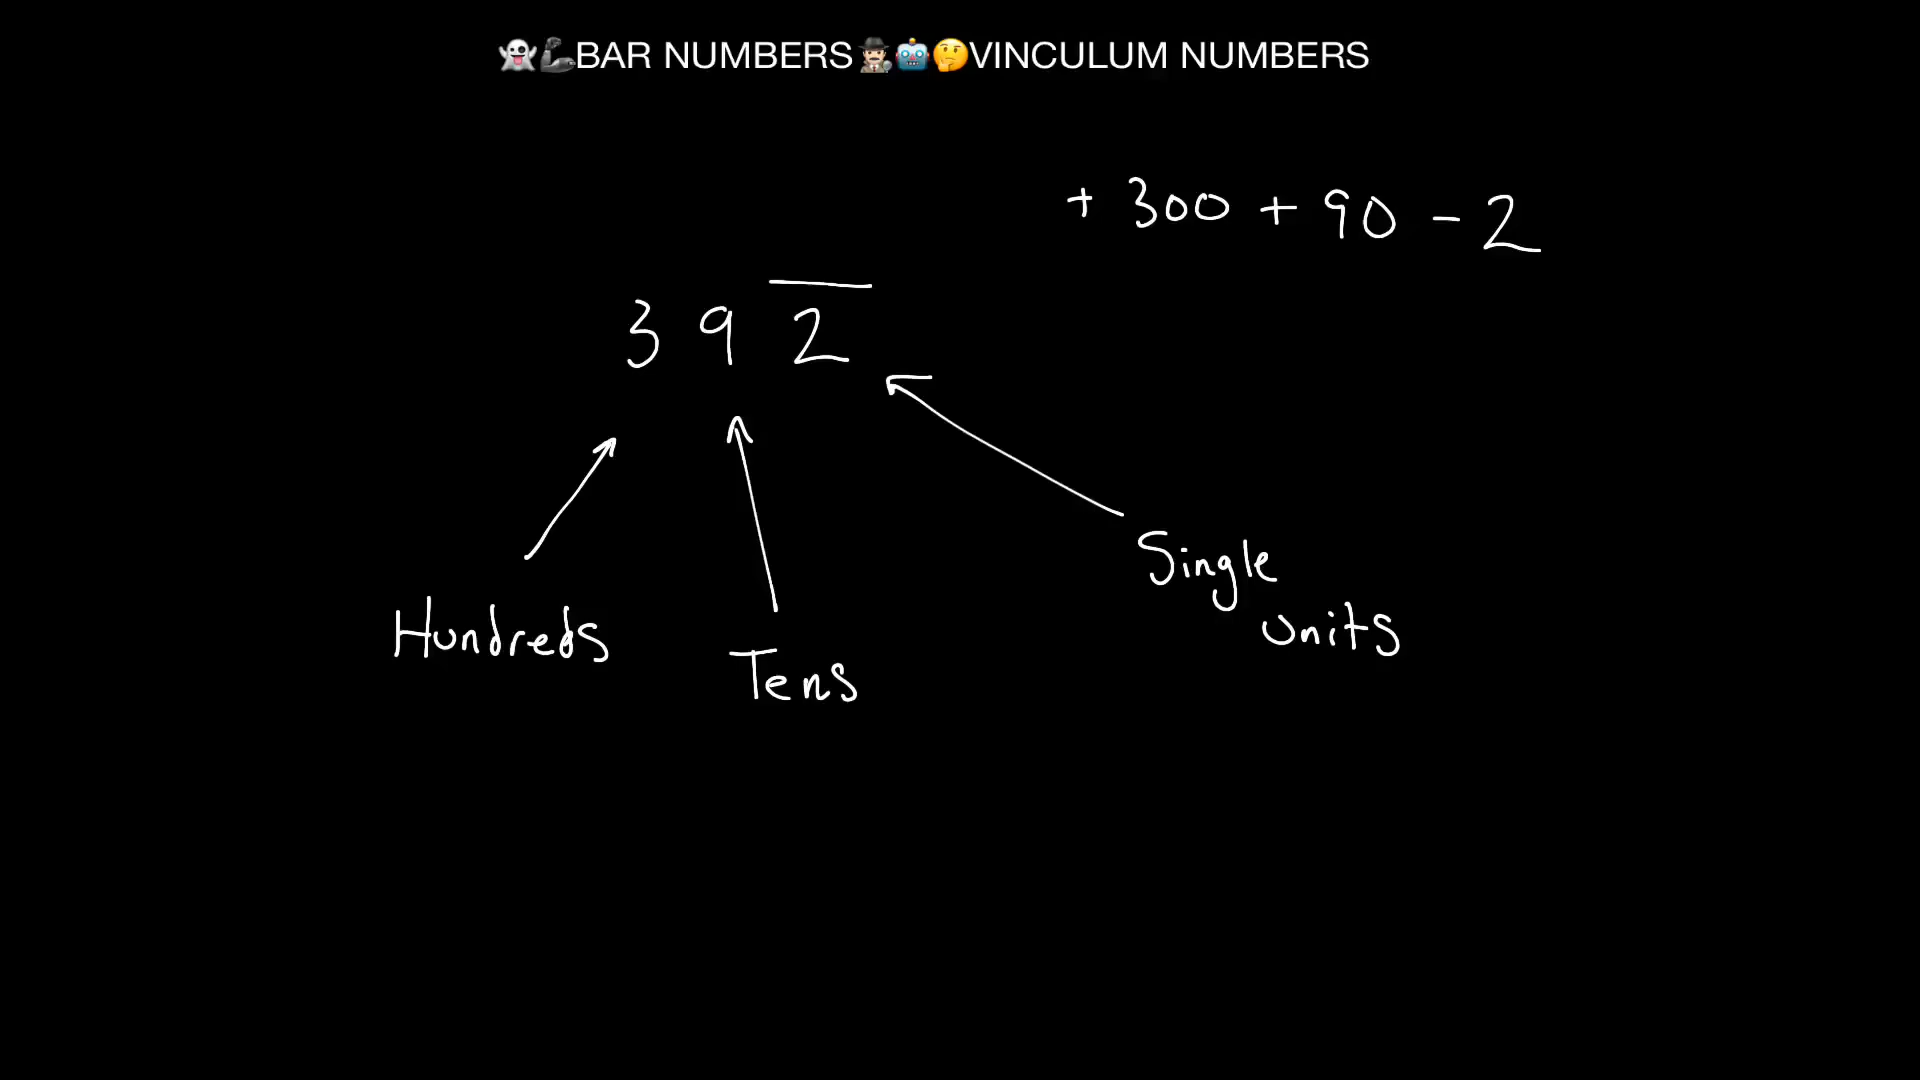 👻🦾BAR NUMBERS🕵🏻‍♂️🤖🤔VINCULUM NUMBERS
+ 300 + 90 - 2
3 9 2̅
Hundreds
Tens
Single
units